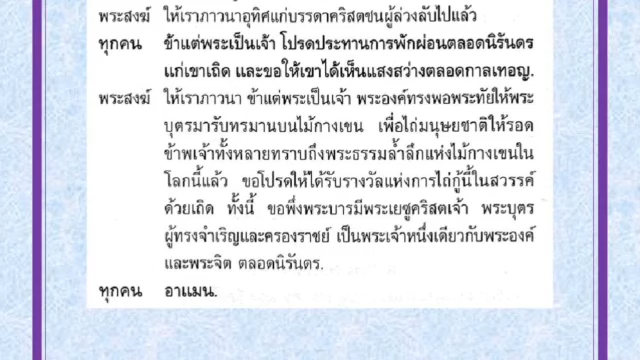 พระสงฆ์ ให้เราภาวนาอุทิศแก่บรรดาคริสตชนผู้ล่วงลับไปแล้ว
ทุกคน ข้าแต่พระเป็นเจ้า โปรดประทานการพักผ่อนตลอดนิรันดร
แก่เขาเถิด และขอให้เขาได้เห็นแสงสว่างตลอดกาลเทอญ.
พระสงฆ์ ให้เราภาวนา ข้าแต่พระเป็นเจ้า พระองค์ทรงพอพระทัยให้พระ
บุตรมารับทรมานบนไม้กางเขน เพื่อไถ่มนุษยชาติให้รอด
ข้าพเจ้าทั้งหลายทราบถึงพระธรรมล้ำลึกแห่งไม้กางเขนใน
โลกนี้แล้ว ขอโปรดให้ได้รับรางวัลแห่งการไถ่กู้นี้ในสวรรค์
ด้วยเถิด ทั้งนี้ ขอพึ่งพระบารมีพระเยซูคริสตเจ้า พระบุตร
ผู้ทรงจำเริญและครองราชย์ เป็นพระเจ้าหนึ่งเดียวกับพระองค์
และพระจิต ตลอดนิรันดร.
ทุกคน อาแมน.